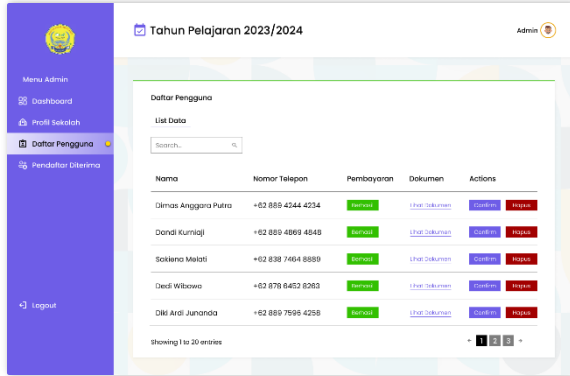 Tahun Pelajaran 2023/2024
Admin
Menu Admin
Dashboard
Profil Sekolah
Daftar Pengguna
Pendaftar Diterima
Logout
Daftar Pengguna
List Data
Search..
Nama Nomor Telepon Pembayaran Dokumen Actions
Dimas Anggara Putra +62 889 4244 4234 Berhasil Lihat Dokumen Confirm Hapus
Dandi Kurniaji +62 889 4869 4848 Berhasil Lihat Dokumen Confirm Hapus
Sakiena Melati +62 838 7464 8889 Berhasil Lihat Dokumen Confirm Hapus
Dedi Wibowo +62 878 6452 8263 Berhasil Lihat Dokumen Confirm Hapus
Diki Ardi Junanda +62 889 7596 4258 Berhasil Lihat Dokumen Confirm Hapus
Showing 1 to 20 entries
1 2 3